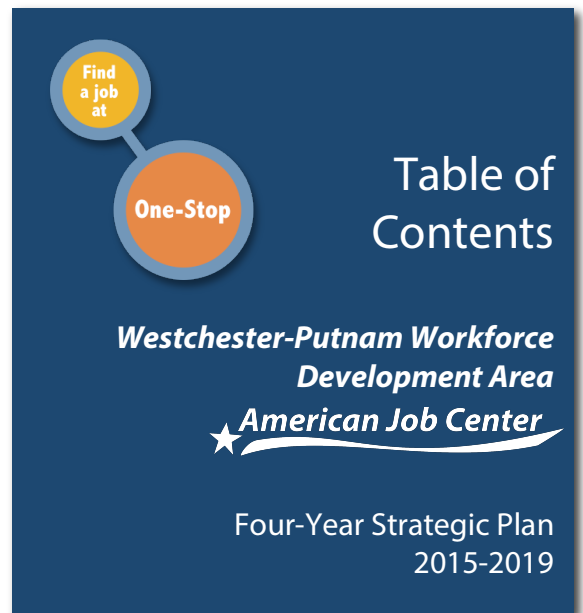 Find
a job
at
One-Stop
Table of
Contents
Westchester-Putnam Workforce
Development Area
American Job Center
Four-Year Strategic Plan
2015-2019